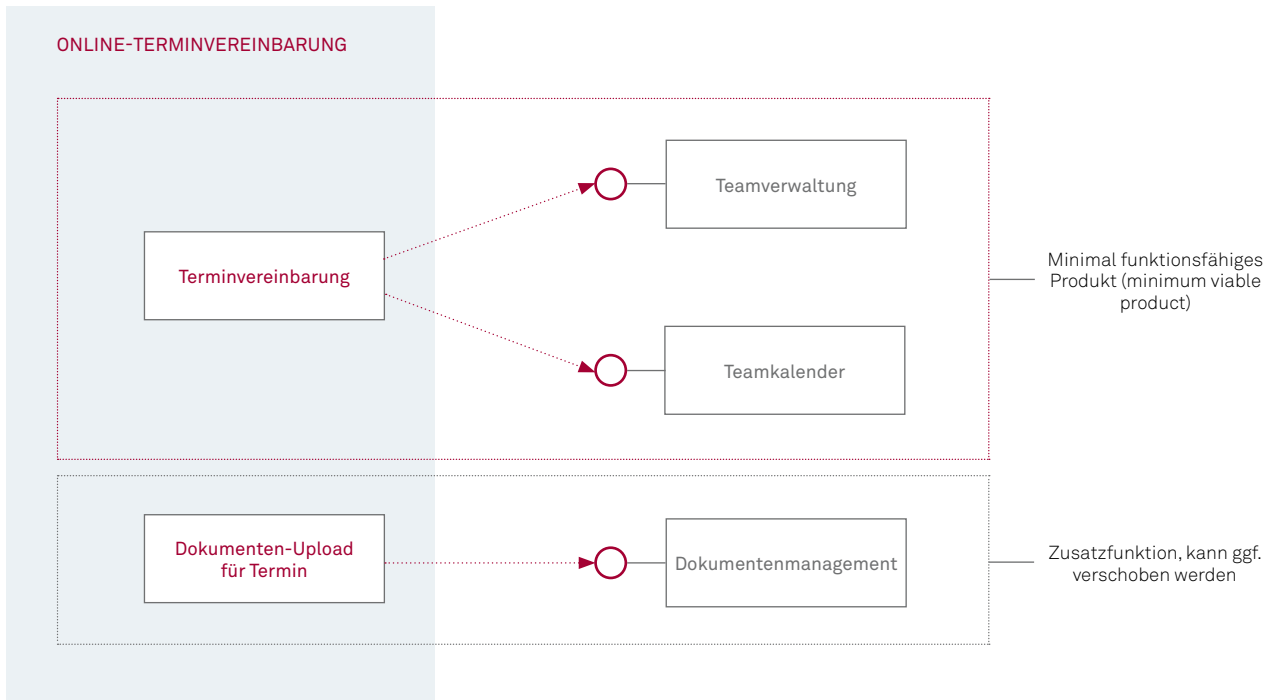 ONLINE-TERMINVEREINBARUNG
Teamverwaltung
Terminvereinbarung
Minimal funktionsfähiges
Produkt (minimum viable
product)
Teamkalender
Dokumenten-Upload
für Termin
Dokumentenmanagement
Zusatzfunktion, kann ggf.
verschoben werden